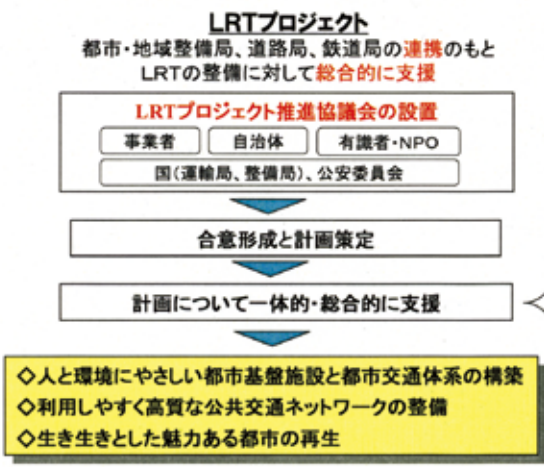 LRTプロジェクト
都市・地域整備局、道路局、鉄道局の連携のもと
LRTの整備に対して総合的に支援
LRTプロジェクト推進協議会の設置
事業者 自治体 有識者・NPO
国(運輸局、整備局)、公安委員会
合意形成と計画策定
計画について一体的・総合的に支援
◇人と環境にやさしい都市基盤施設と都市交通体系の構築
◇利用しやすく高質な公共交通ネットワークの整備
◇生き生きとした魅力ある都市の再生